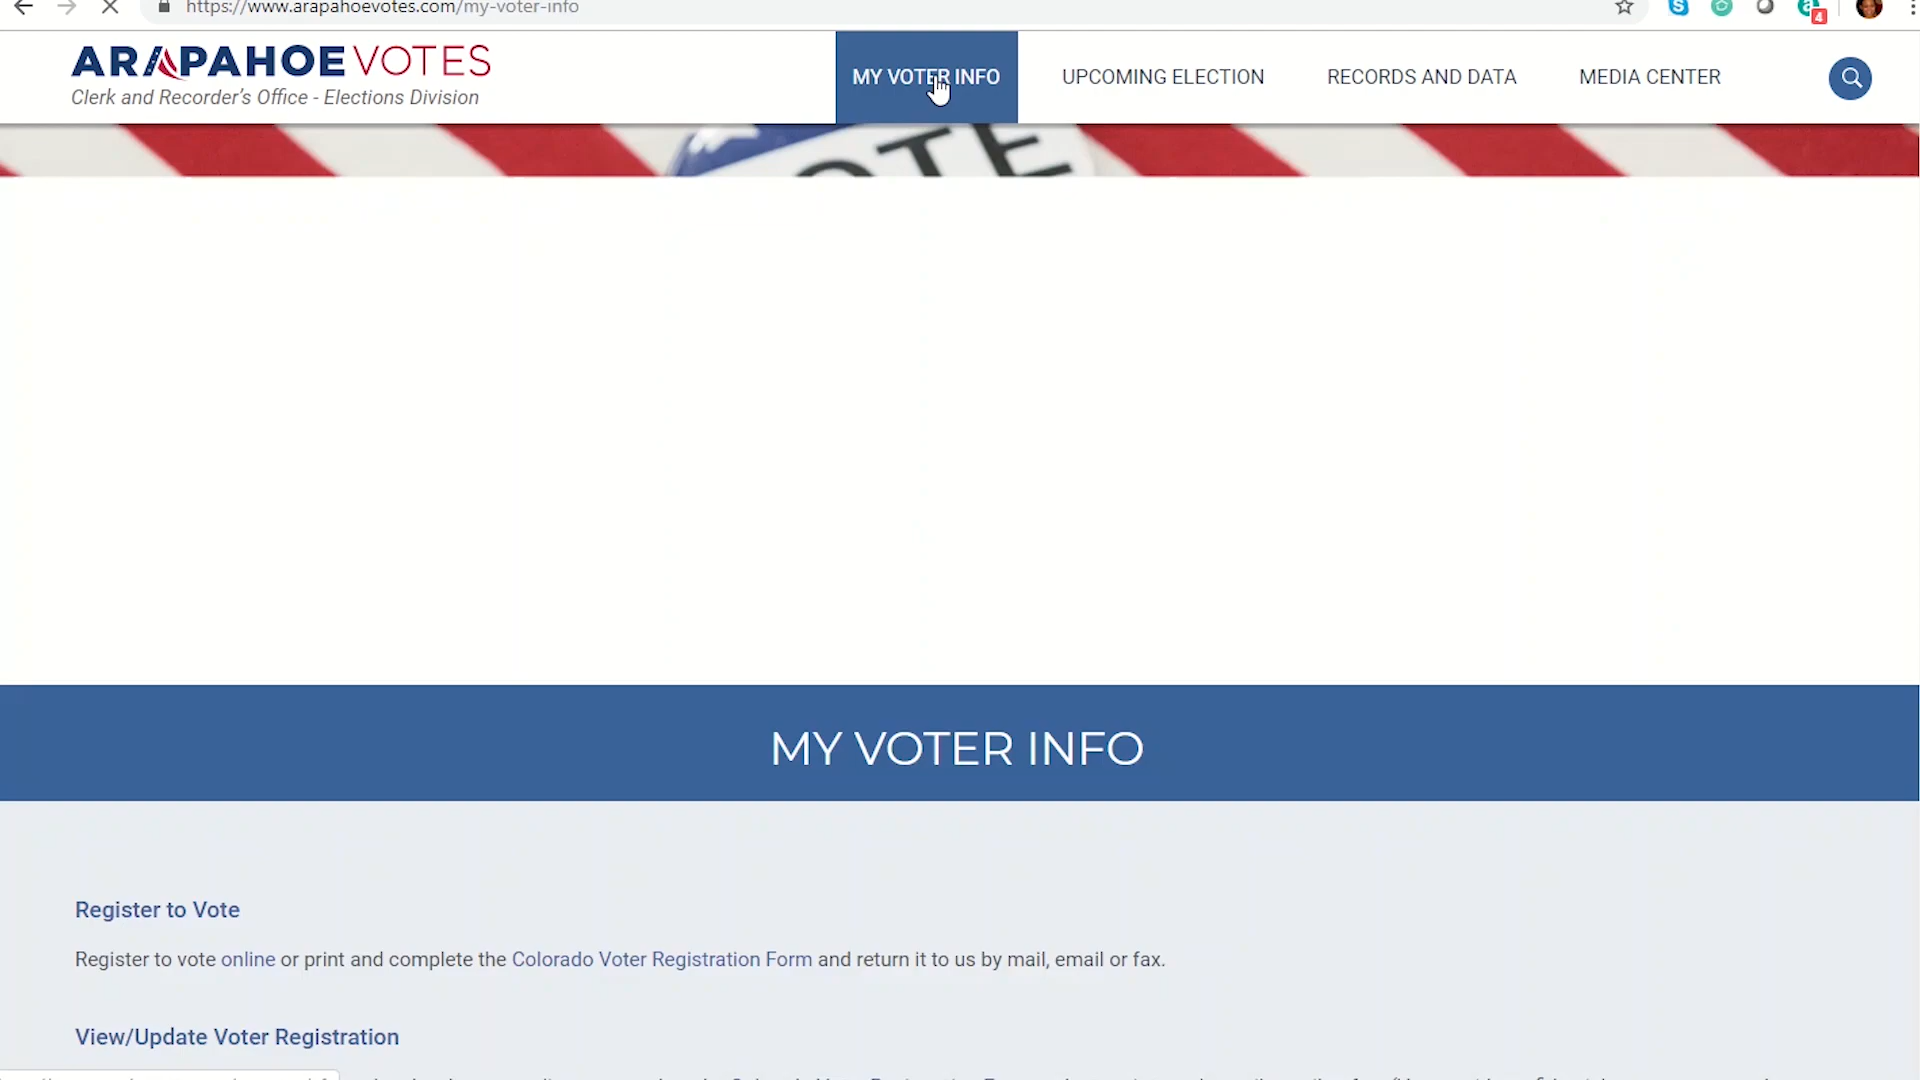 https://www.arapahoevotes.com/my-voter-info
4
ARAPAHOE VOTES
Clerk and Recorder's Office - Elections Division
MY VOTER INFO
UPCOMING ELECTION
RECORDS AND DATA
MEDIA CENTER
OTE
MY VOTER INFO
Register to Vote
Register to vote online or print and complete the Colorado Voter Registration Form and return it to us by mail, email or fax.
View/Update Voter Registration